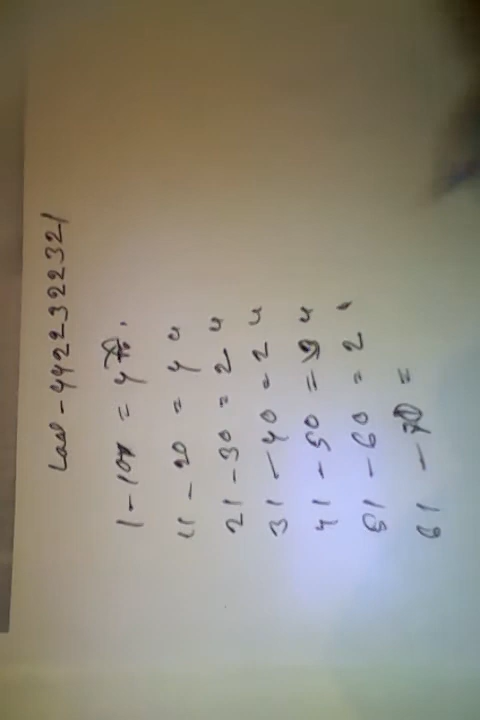 4422322321
1-10 = 4
11-20 = 4 "
21-30 = 2 "
31-40 = 2 "
41-50 = "
51-60 = 2 "
61-70 =